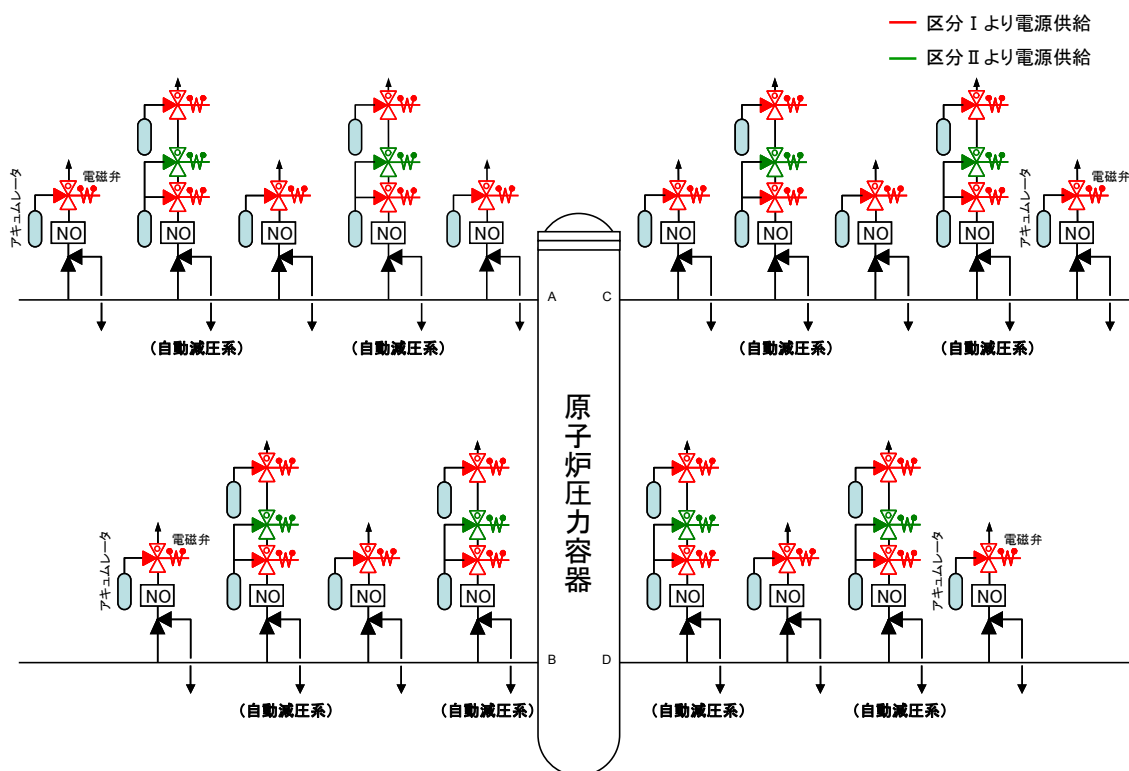 区分Ⅰより電源供給
区分Ⅱより電源供給
アキュムレータ
電磁弁
NO
NO
NO
NO
NO
NO
NO
NO
NO
アキュムレータ
電磁弁
NO
A
C
(自動減圧系)
(自動減圧系)
(自動減圧系)
(自動減圧系)
原子炉圧力容器
アキュムレータ
電磁弁
NO
NO
NO
NO
NO
NO
NO
アキュムレータ
電磁弁
NO
B
D
(自動減圧系)
(自動減圧系)
(自動減圧系)
(自動減圧系)